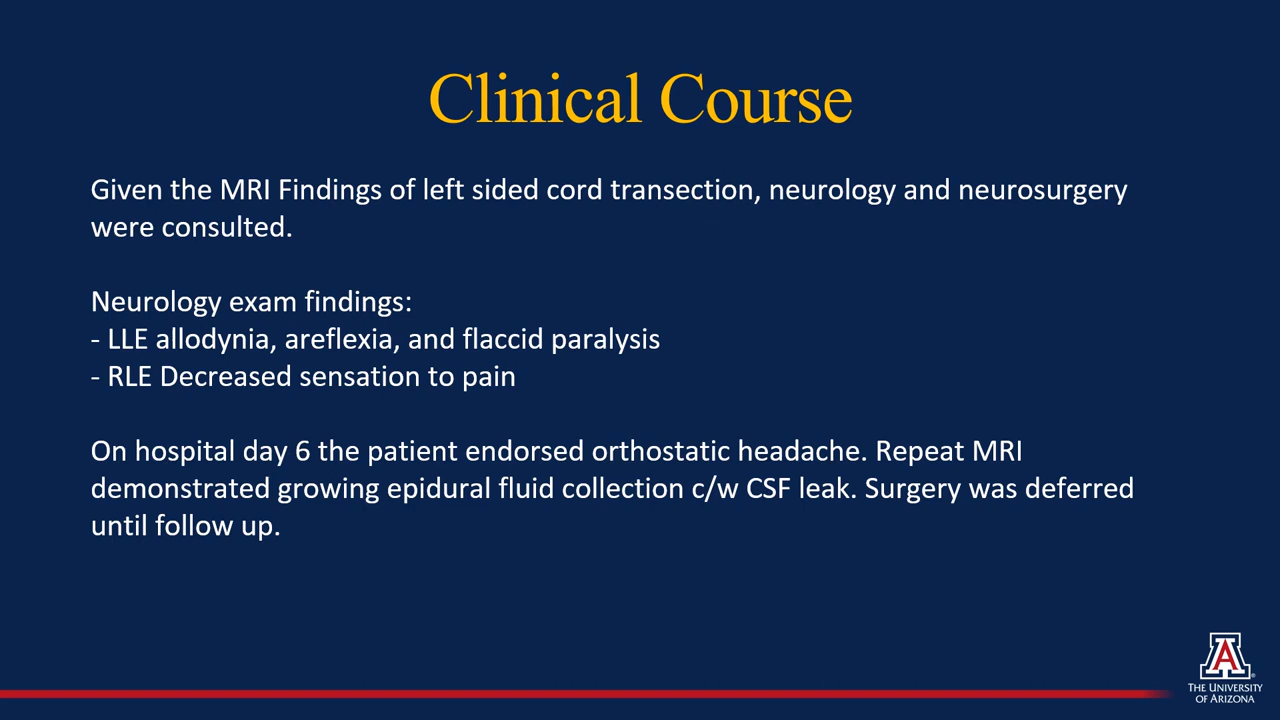 Clinical Course
Given the MRI Findings of left sided cord transection, neurology and neurosurgery
were consulted.
Neurology exam findings:
- LLE allodynia, areflexia, and flaccid paralysis
- RLE Decreased sensation to pain
On hospital day 6 the patient endorsed orthostatic headache. Repeat MRI
demonstrated growing epidural fluid collection c/w CSF leak. Surgery was deferred
until follow up.
A
THE UNIVERSITY
OF ARIZONA